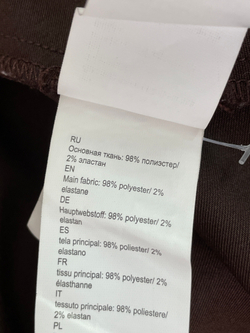 RU
Основная ткань: 98% полиэстер/
2% эластан
EN
Main fabric: 98% polyester/ 2%
elastane
DE
Hauptwebstoff: 98% polyester/ 2%
elastan
ES
tela principal: 98% poliestero/ 2%
elastano
FR
tissu principal: 98% polyester/ 2%
élasthanne
IT
tessuto principale: 98% poliestere/
2% elastan
PL